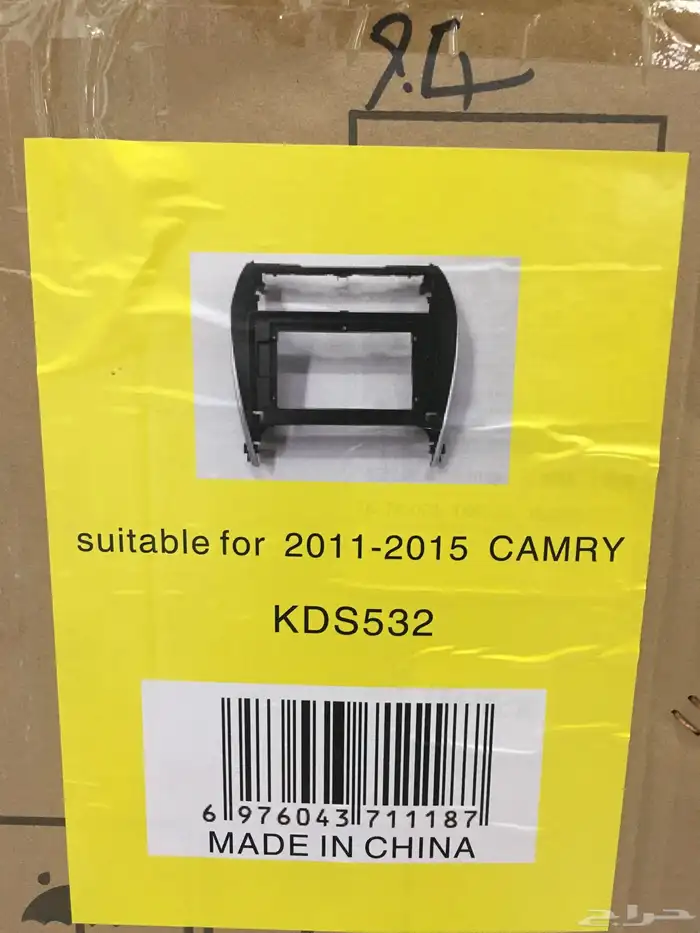 9.4
suitable for 2011-2015 CAMRY
KDS532
6 976043 711187
MADE IN CHINA
حراج